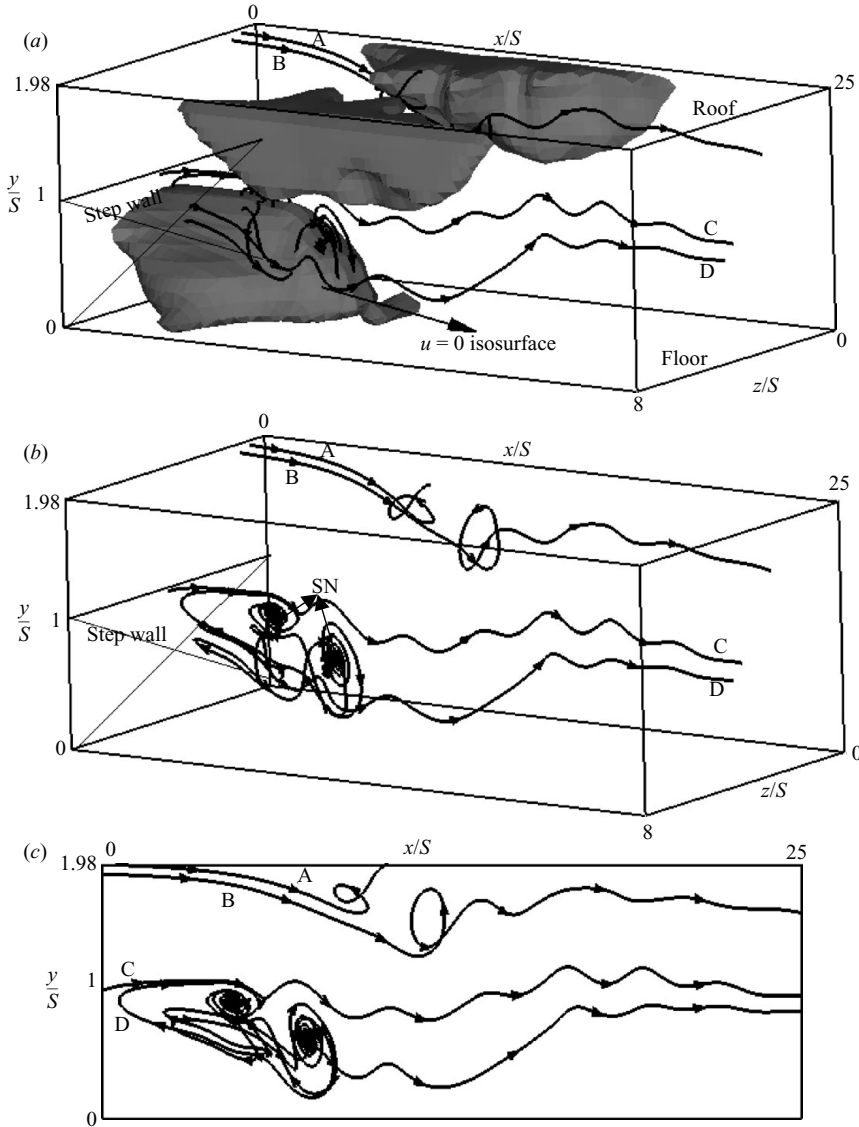 (a)
0
x/S
A
B
1.98
25
Roof
y/S
1
Step wall
C
D
0
u = 0 isosurface
Floor
0
z/S
8
(b)
0
x/S
A
B
1.98
25
SN
y/S
1
Step wall
C
D
0
0
z/S
8
(c)
0
x/S
25
1.98
A
B
y/S
1
C
D
0